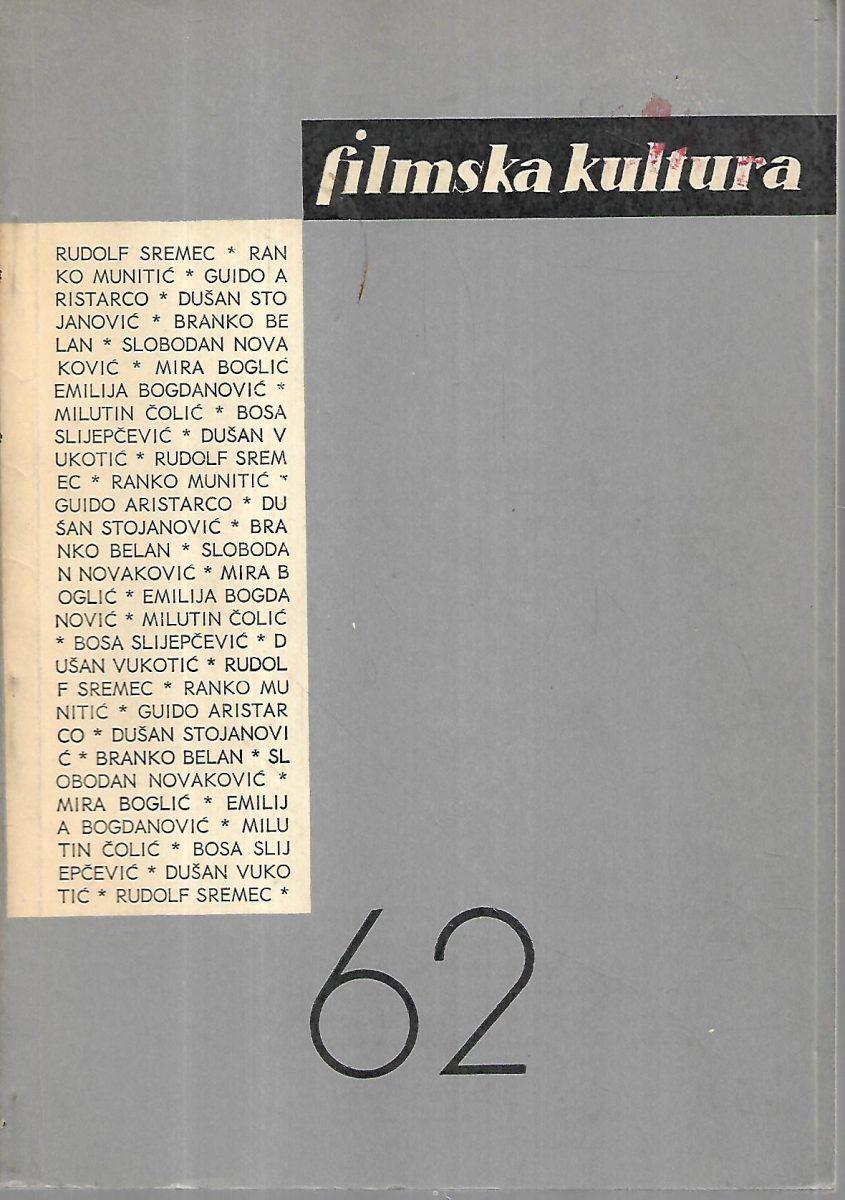 filmska kultura
RUDOLF SREMEC * RAN
KO MUNITIĆ * GUIDO A
RISTARCO * DUŠAN STO
JANOVIĆ * BRANKO BE
LAN * SLOBODAN NOVA
KOVIĆ * MIRA BOGLIĆ
EMILIJA BOGDANOVIĆ *
MILUTIN ČOLIĆ * BOSA
SLIJEPČEVIĆ * DUŠAN V
UKOTIĆ * RUDOLF SREM
EC * RANKO MUNITIĆ *
GUIDO ARISTARCO * DU
ŠAN STOJANOVIĆ * BRA
NKO BELAN * SLOBODA
N NOVAKOVIĆ * MIRA B
OGLIĆ * EMILIJA BOGDA
NOVIĆ * MILUTIN ČOLIĆ
* BOSA SLIJEPČEVIĆ * D
UŠAN VUKOTIĆ * RUDOL
F SREMEC * RANKO MU
NITIĆ * GUIDO ARISTAR
CO * DUŠAN STOJANOVI
Ć * BRANKO BELAN * SL
OBODAN NOVAKOVIĆ *
MIRA BOGLIĆ * EMILIJ
A BOGDANOVIĆ * MILU
TIN ČOLIĆ * BOSA SLIJ
EPČEVIĆ * DUŠAN VUKO
TIĆ * RUDOLF SREMEC *
62